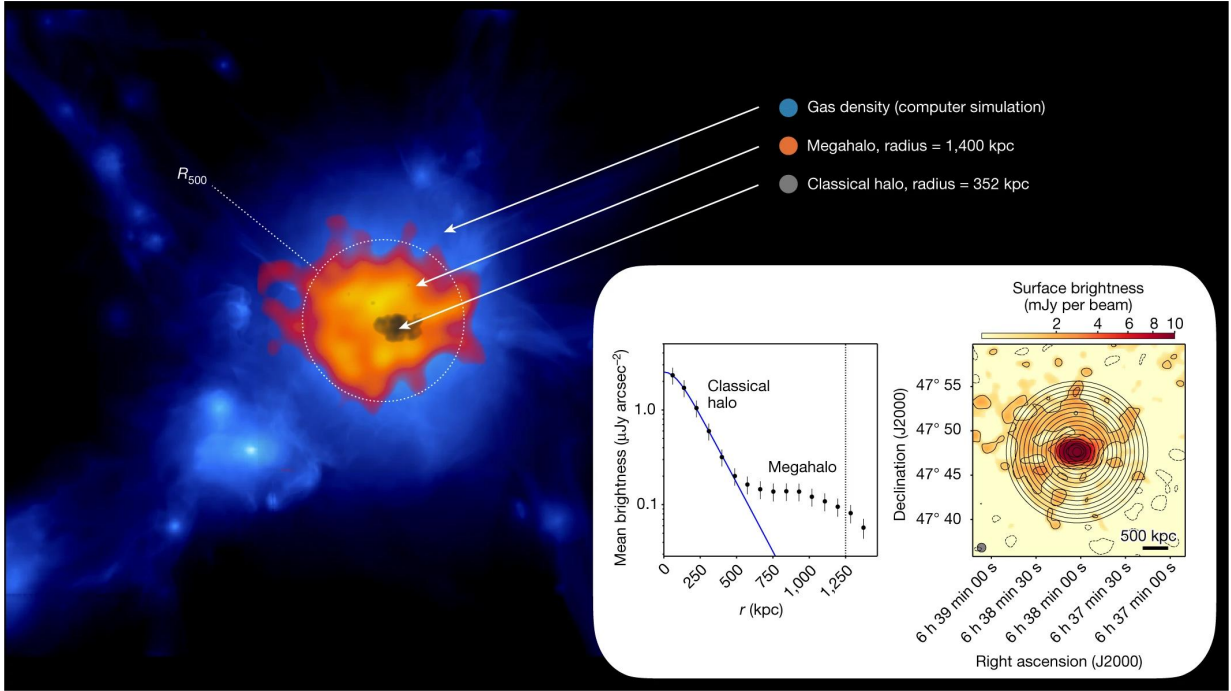 R500
Gas density (computer simulation)
Megahalo, radius = 1,400 kpc
Classical halo, radius = 352 kpc
Mean brightness (μJy arcsec−2)
1.0
0.1
Classical
halo
Megahalo
0
250
500
750
1,000
1,250
r (kpc)
Surface brightness
(mJy per beam)
2
4
6
8
10
Declination (J2000)
47° 55
47° 50
47° 45
47° 40
500 kpc
6 h 39 min 00 s
6 h 38 min 30 s
6 h 38 min 00 s
6 h 37 min 30 s
6 h 37 min 00 s
Right ascension (J2000)